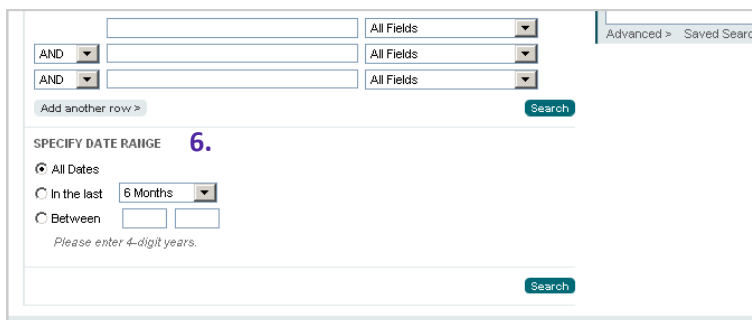 All Fields
Advanced > Saved Searc
AND All Fields
AND All Fields
Add another row > Search
SPECIFY DATE RANGE 6.
All Dates
In the last 6 Months
Between
Please enter 4-digit years.
Search